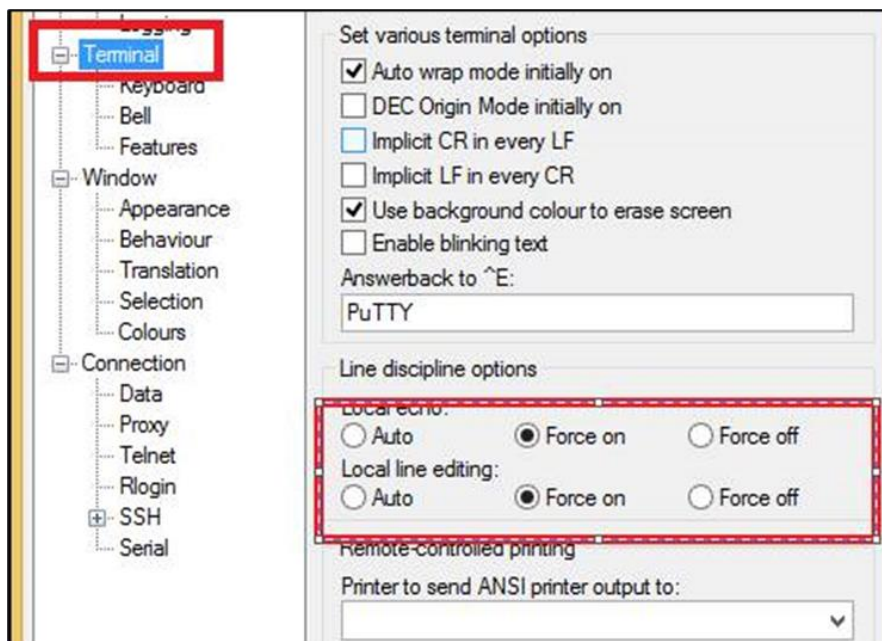 Logging
Terminal
Keyboard
Bell
Features
Window
Appearance
Behaviour
Translation
Selection
Colours
Connection
Data
Proxy
Telnet
Rlogin
SSH
Serial
Set various terminal options
Auto wrap mode initially on
DEC Origin Mode initially on
Implicit CR in every LF
Implicit LF in every CR
Use background colour to erase screen
Enable blinking text
Answerback to ^E:
PuTTY
Line discipline options
Local echo:
Auto Force on Force off
Local line editing:
Auto Force on Force off
Remote-controlled printing
Printer to send ANSI printer output to: